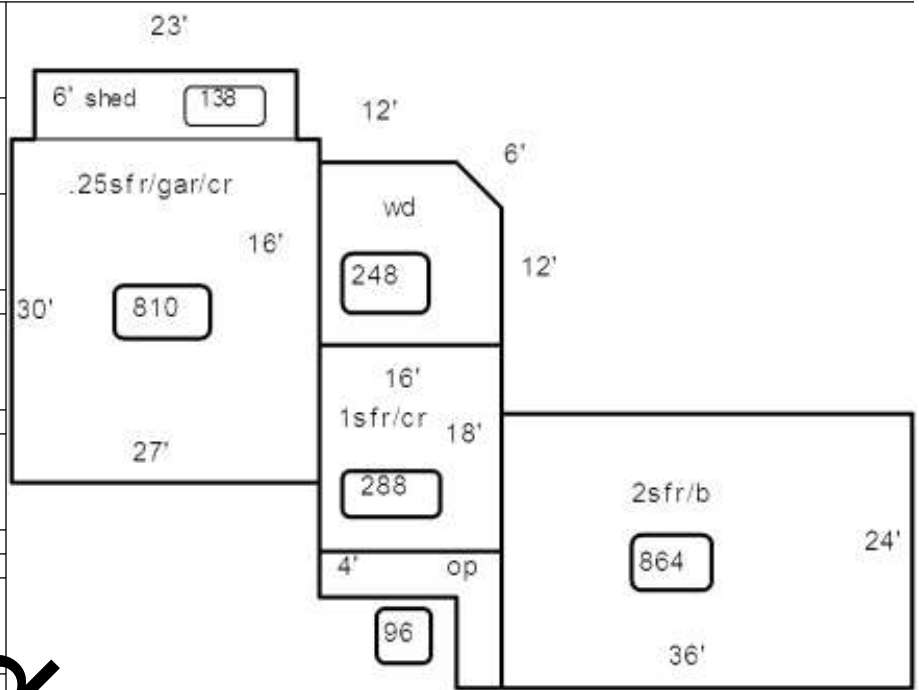 23'
6' shed 138
12'
6'
.25sfr/gar/cr
wd
16'
248
12'
30'
810
16'
1sfr/cr 18'
27'
288
2sfr/b
24'
864
4' op
96
36'